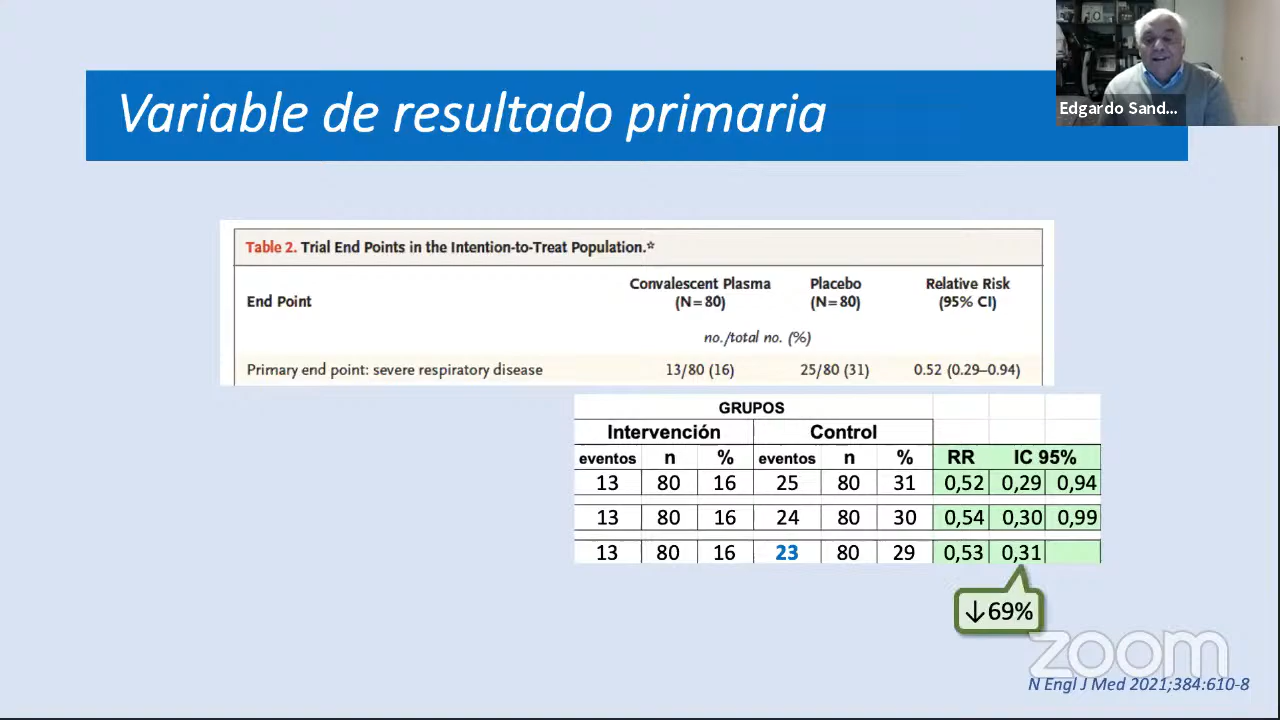 Edgardo Sand...
Variable de resultado primaria
Table 2. Trial End Points in the Intention-to-Treat Population.*
End Point Convalescent Plasma (N=80) Placebo (N=80) Relative Risk (95% CI)
no./total no. (%)
Primary end point: severe respiratory disease 13/80 (16) 25/80 (31) 0.52 (0.29–0.94)
GRUPOS
Intervención Control
eventos n % eventos n % RR IC 95%
13 80 16 25 80 31 0,52 0,29 0,94
13 80 16 24 80 30 0,54 0,30 0,99
13 80 16 23 80 29 0,53 0,31
↓69%
zoom
N Engl J Med 2021;384:610-8